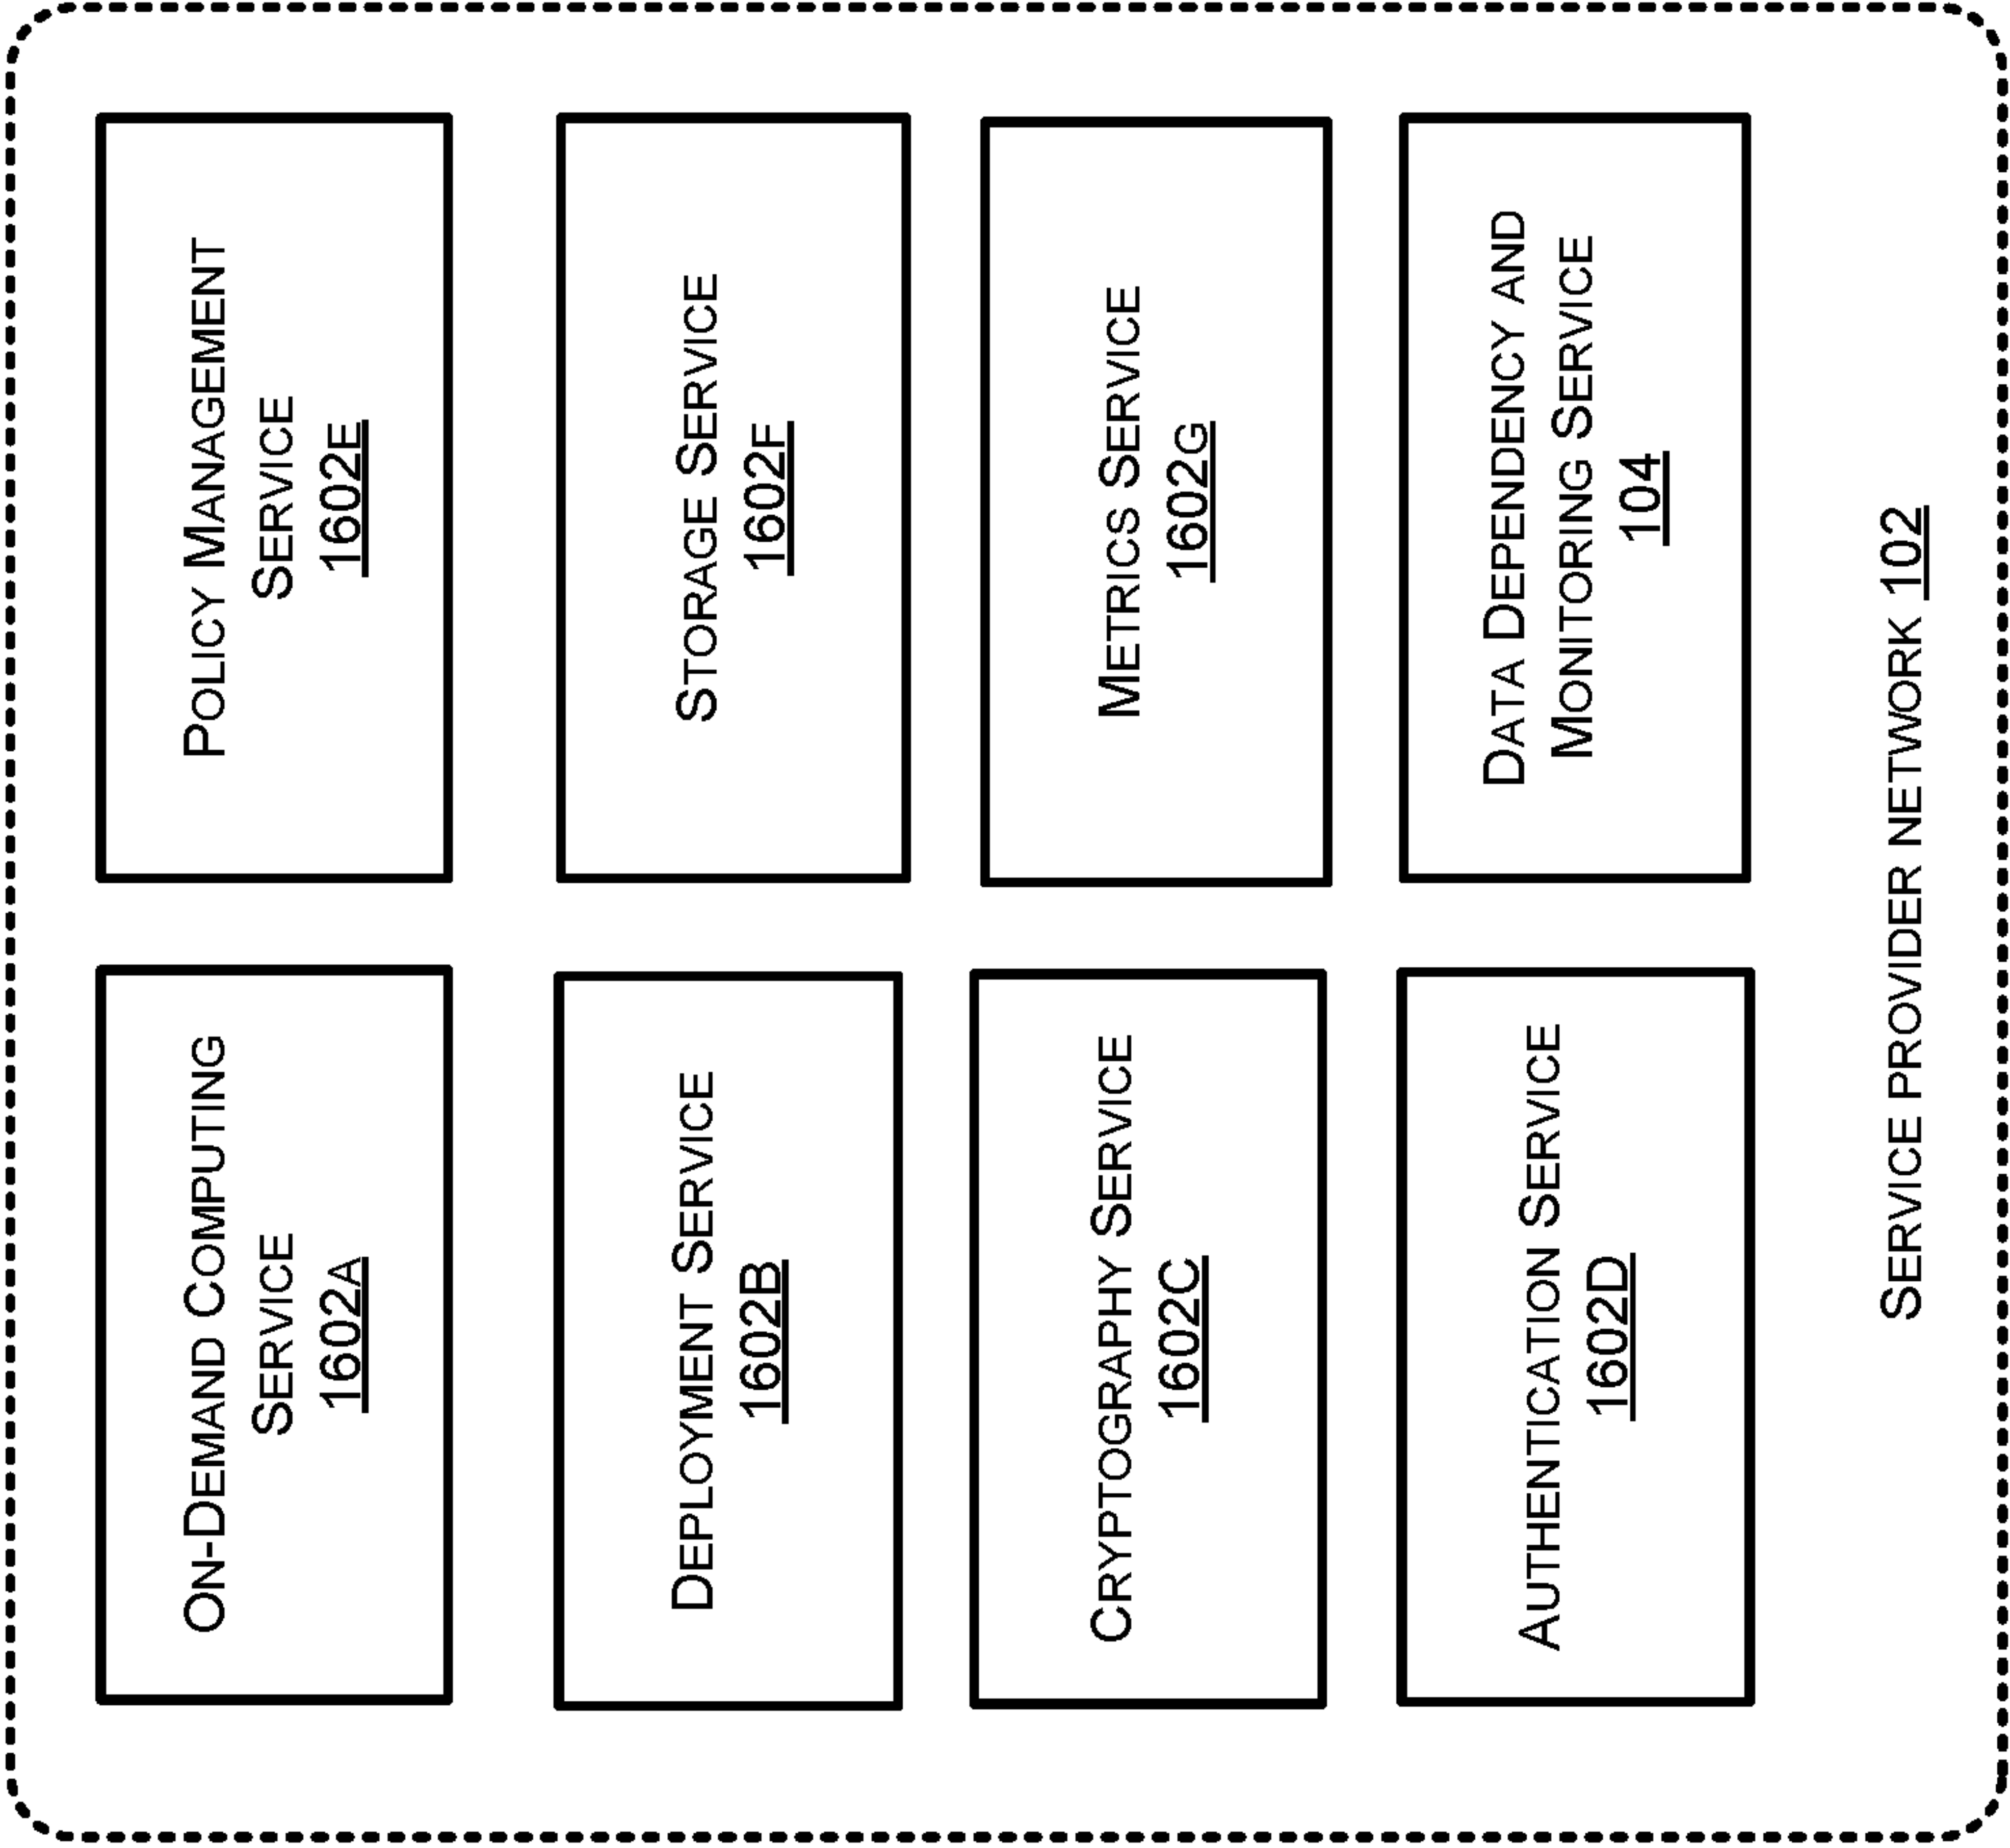 On-Demand Computing
Service
1602A
Deployment Service
1602B
Cryptography Service
1602C
Authentication Service
1602D
Policy Management
Service
1602E
Storage Service
1602F
Metrics Service
1602G
Data Dependency and
Monitoring Service
104
Service Provider Network 102